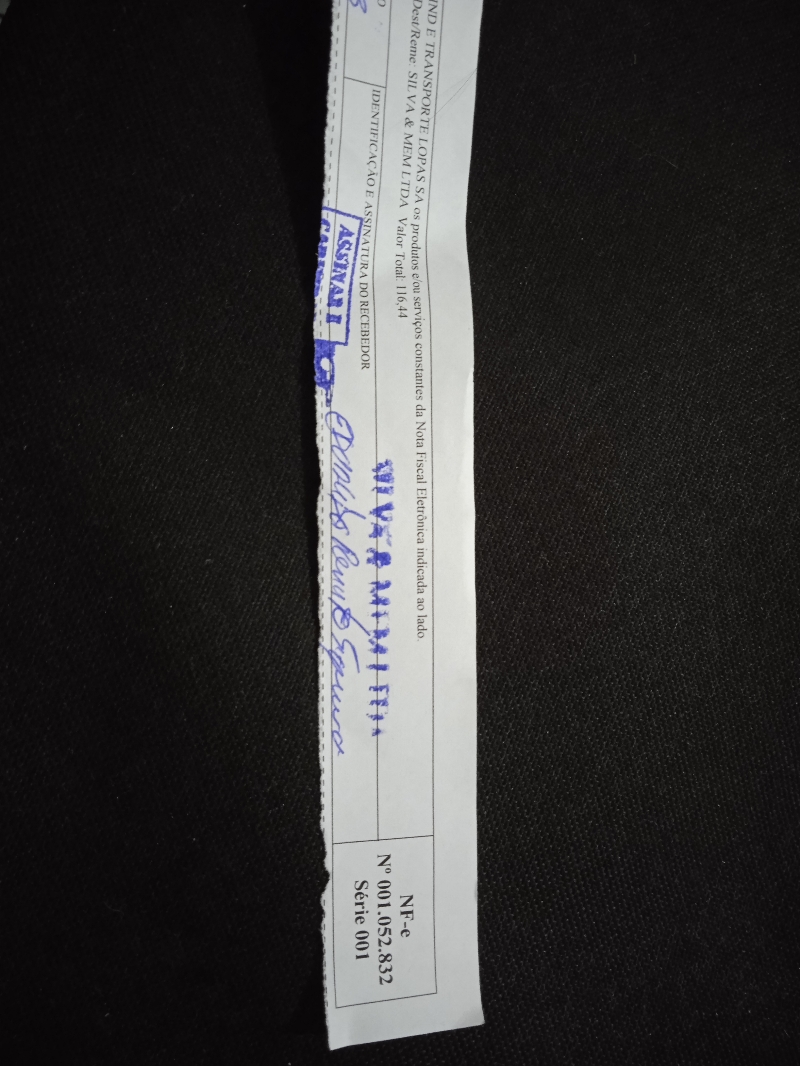 IND E TRANSPORTE LOPAS SA os produtos e/ou serviços constantes da Nota Fiscal Eletrônica indicada ao lado.
Dest/Reme: SILVA & MEM LTDA Valor Total: 116,44
IDENTIFICAÇÃO E ASSINATURA DO RECEBEDOR
ASSINAR E
NF-e
Nº 001.052.832
Série 001